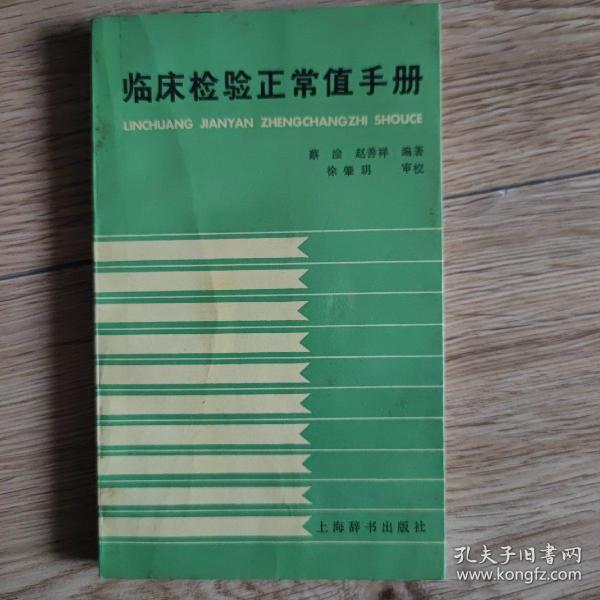 临床检验正常值手册
LINCHUANG JIANYAN ZHENGCHANGZHI SHOUCE
蔡 淦 赵善祥 编著
徐肇玥 审校
上海辞书出版社
孔夫子旧书网
www.kongfz.com